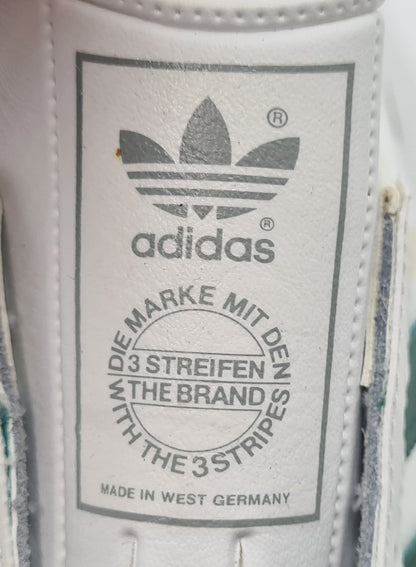 ®
adidas®
DIE MARKE MIT DEN
3 STREIFEN
THE BRAND
WITH THE 3 STRIPES
MADE IN WEST GERMANY